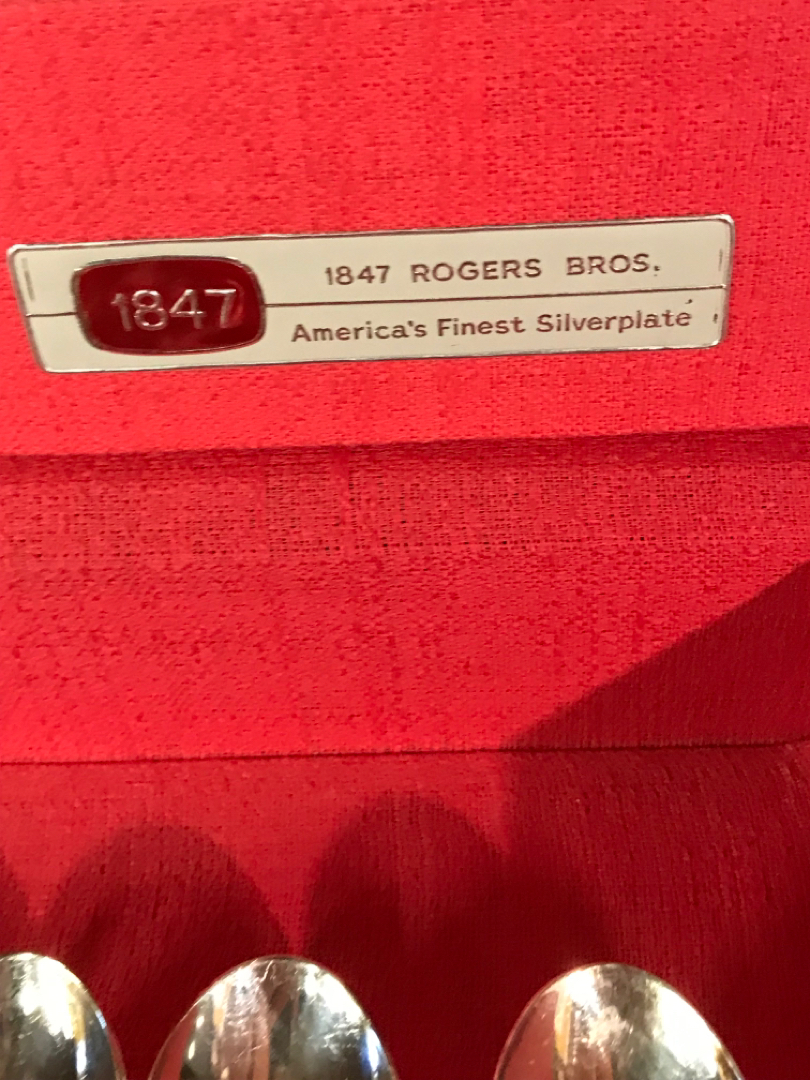 1847
1847 ROGERS BROS.
America's Finest Silverplate